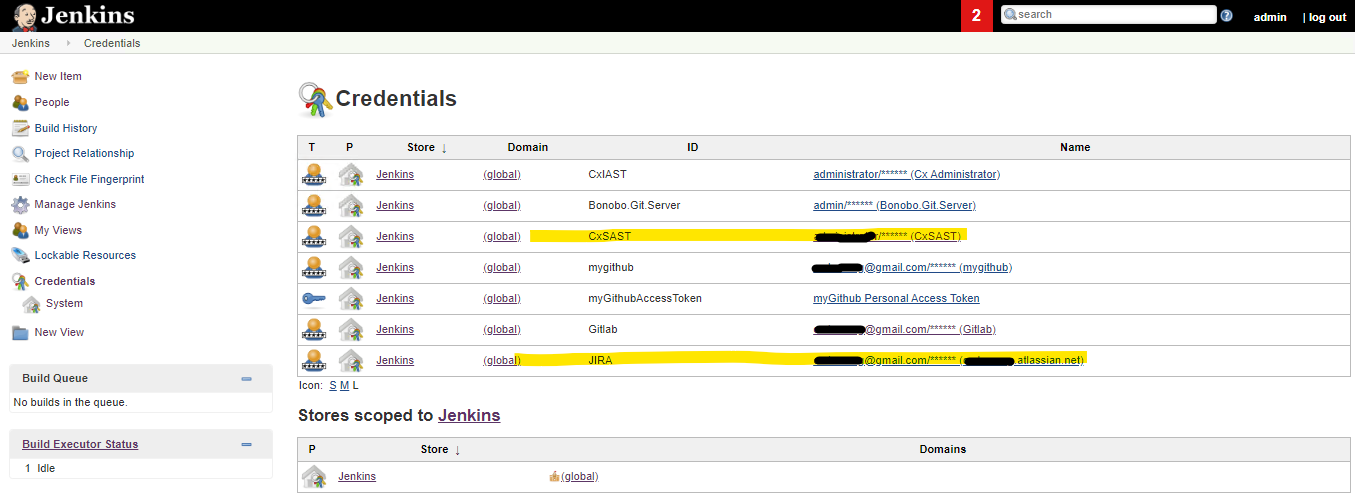 Jenkins
2
search
admin
| log out
Jenkins Credentials
New Item
People
Build History
Project Relationship
Check File Fingerprint
Manage Jenkins
My Views
Lockable Resources
Credentials
System
New View
Build Queue
No builds in the queue.
Build Executor Status
1 Idle
Credentials
T P Store ↓ Domain ID Name
Jenkins (global) CxIAST administrator/****** (Cx Administrator)
Jenkins (global) Bonobo.Git.Server admin/****** (Bonobo.Git.Server)
Jenkins (global) CxSAST /****** (CxSAST)
Jenkins (global) mygithub @gmail.com/****** (mygithub)
Jenkins (global) myGithubAccessToken myGithub Personal Access Token
Jenkins (global) Gitlab @gmail.com/****** (Gitlab)
Jenkins (global) JIRA @gmail.com/****** ( .atlassian.net)
Icon: S M L
Stores scoped to Jenkins
P Store ↓ Domains
Jenkins (global)